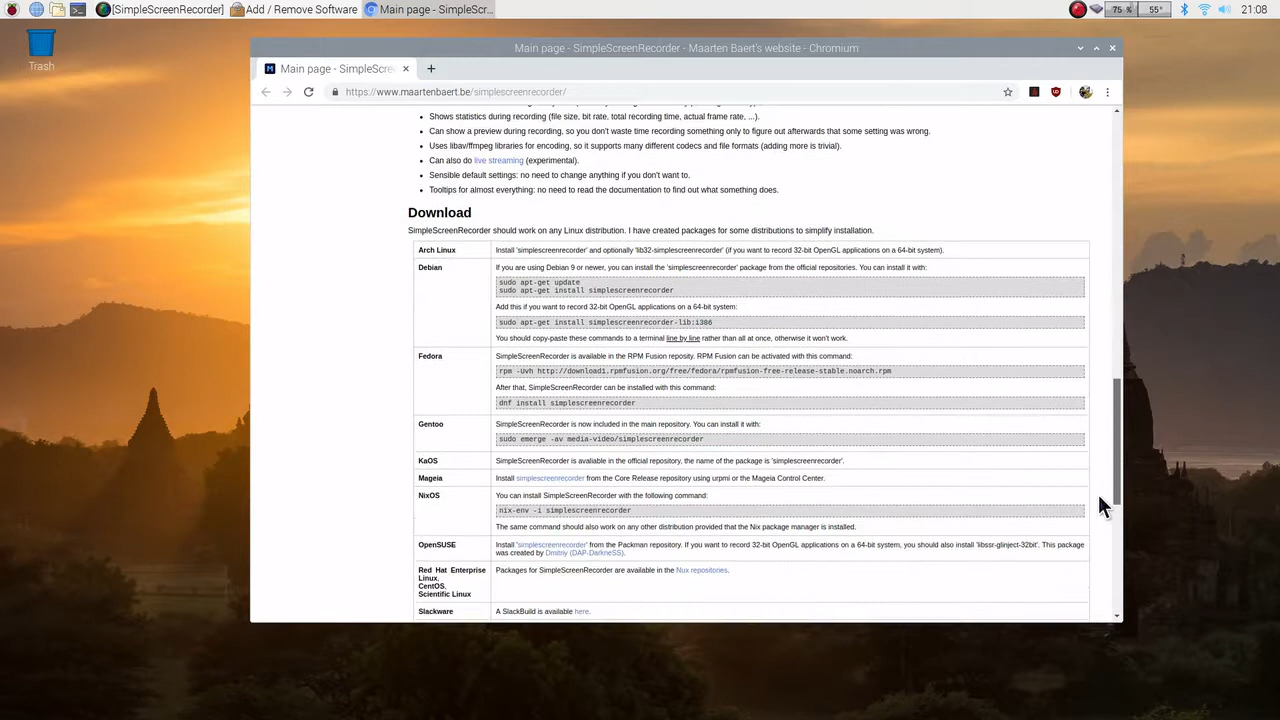 [SimpleScreenRecorder]
Add / Remove Software
Main page - SimpleScr...
75 %
55°
21:08
Trash
Main page - SimpleScreenRecorder - Maarten Baert's website - Chromium
Main page - SimpleScre
https://www.maartenbaert.be/simplescreenrecorder/
Shows statistics during recording (file size, bit rate, total recording time, actual frame rate, ...).
Can show a preview during recording, so you don't waste time recording something only to figure out afterwards that some setting was wrong.
Uses libav/ffmpeg libraries for encoding, so it supports many different codecs and file formats (adding more is trivial).
Can also do live streaming (experimental).
Sensible default settings: no need to change anything if you don't want to.
Tooltips for almost everything: no need to read the documentation to find out what something does.
Download
SimpleScreenRecorder should work on any Linux distribution. I have created packages for some distributions to simplify installation.
Arch Linux
Install 'simplescreenrecorder' and optionally 'lib32-simplescreenrecorder' (if you want to record 32-bit OpenGL applications on a 64-bit system).
Debian
If you are using Debian 9 or newer, you can install the 'simplescreenrecorder' package from the official repositories. You can install it with:
sudo apt-get update
sudo apt-get install simplescreenrecorder
Add this if you want to record 32-bit OpenGL applications on a 64-bit system:
sudo apt-get install simplescreenrecorder-lib:i386
You should copy-paste these commands to a terminal line by line rather than all at once, otherwise it won't work.
Fedora
SimpleScreenRecorder is available in the RPM Fusion reposity. RPM Fusion can be activated with this command:
rpm -Uvh http://download1.rpmfusion.org/free/fedora/rpmfusion-free-release-stable.noarch.rpm
After that, SimpleScreenRecorder can be installed with this command:
dnf install simplescreenrecorder
Gentoo
SimpleScreenRecorder is now included in the main repository. You can install it with:
sudo emerge -av media-video/simplescreenrecorder
KaOS
SimpleScreenRecorder is avaliable in the official repository, the name of the package is 'simplescreenrecorder'.
Mageia
Install simplescreenrecorder from the Core Release repository using urpmi or the Mageia Control Center.
NixOS
You can install SimpleScreenRecorder with the following command:
nix-env -i simplescreenrecorder
The same command should also work on any other distribution provided that the Nix package manager is installed.
OpenSUSE
Install 'simplescreenrecorder' from the Packman repository. If you want to record 32-bit OpenGL applications on a 64-bit system, you should also install 'libssr-glinject-32bit'. This package
was created by Dmitriy (DAP-DarkneSS).
Red Hat Enterprise
Linux,
CentOS,
Scientific Linux
Packages for SimpleScreenRecorder are available in the Nux repositories.
Slackware
A SlackBuild is available here.